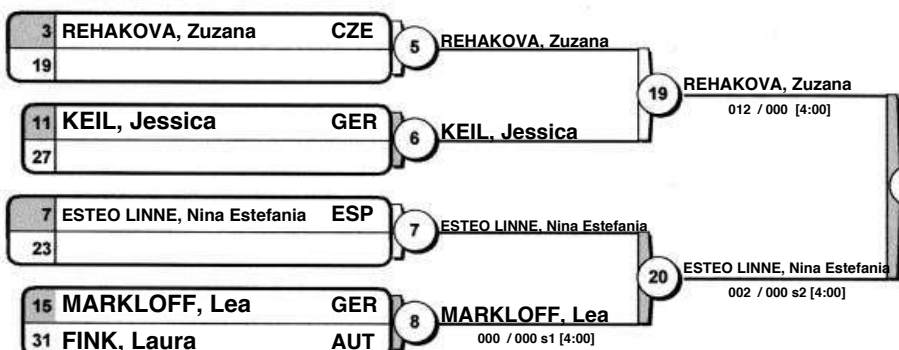 3 REHAKOVA, Zuzana CZE
19
5
REHAKOVA, Zuzana
11 KEIL, Jessica GER
27
6
KEIL, Jessica
19
REHAKOVA, Zuzana
012 / 000 [4:00]
7 ESTEO LINNE, Nina Estefania ESP
23
7
ESTEO LINNE, Nina Estefania
15 MARKLOFF, Lea GER
31 FINK, Laura AUT
8
MARKLOFF, Lea
000 / 000 s1 [4:00]
20
ESTEO LINNE, Nina Estefania
002 / 000 s2 [4:00]